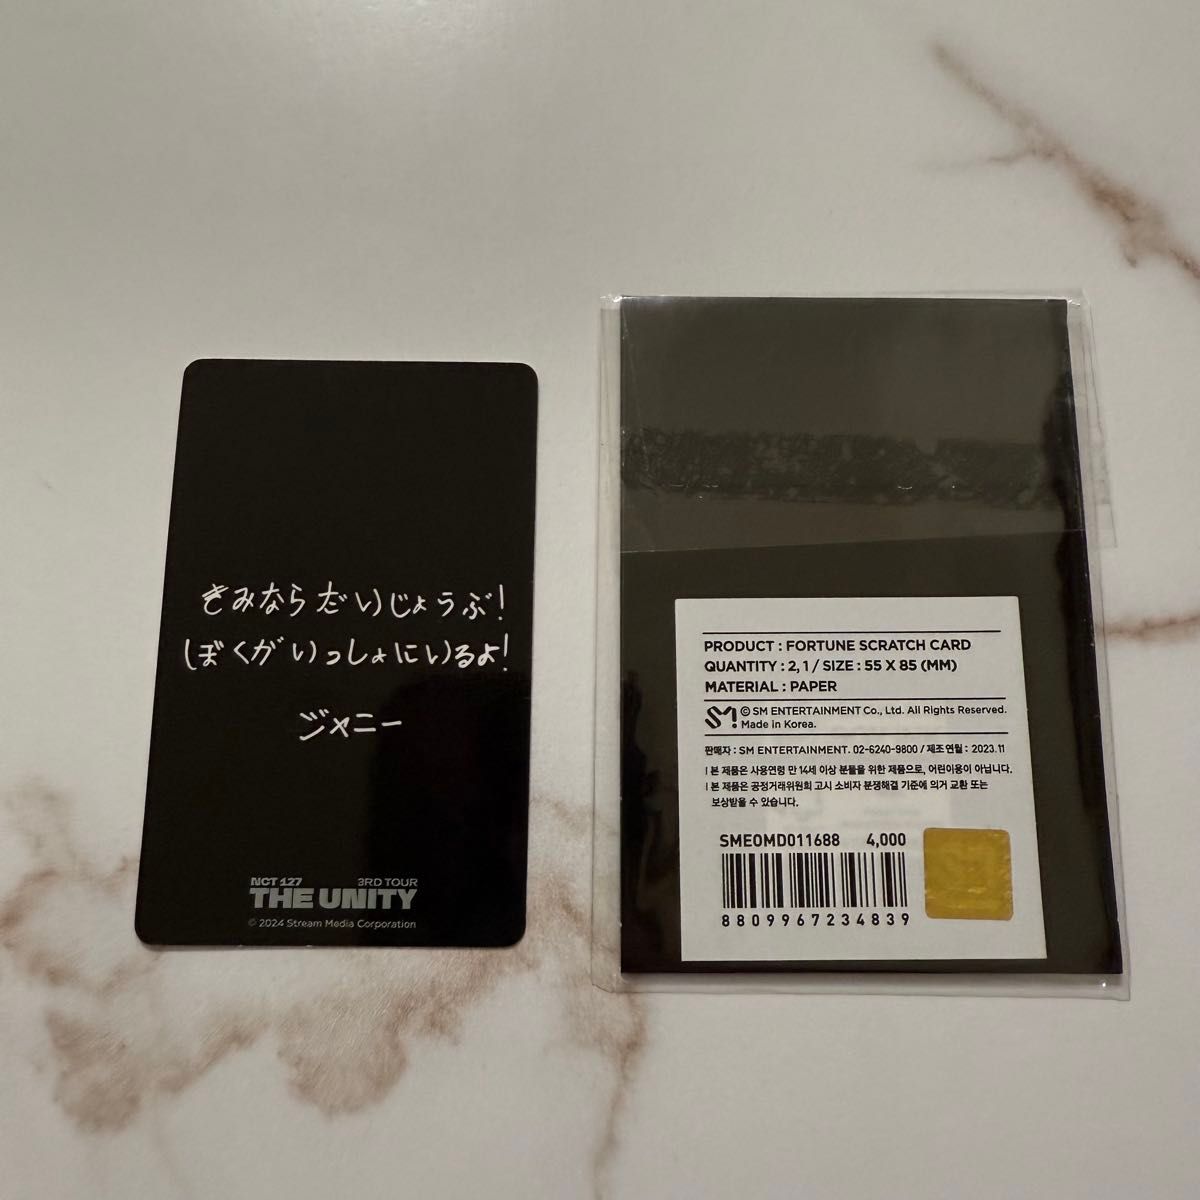 きみならだいじょうぶ！
ぼくがいっしょにいるよ！
ジャニー
NCT 127 3RD TOUR
THE UNITY
© 2024 Stream Media Corporation
PRODUCT : FORTUNE SCRATCH CARD
QUANTITY : 2, 1 / SIZE : 55 X 85 (MM)
MATERIAL : PAPER
SM! © SM ENTERTAINMENT Co., Ltd. All Rights Reserved.
Made in Korea.
판매자 : SM ENTERTAINMENT. 02-6240-9800 / 제조 연월 : 2023.11
| 본 제품은 사용연령 만 14세 이상 분들을 위한 제품으로, 어린이용이 아닙니다.
| 본 제품은 공정거래위원회 고시 소비자 분쟁해결 기준에 의거 교환 또는
보상받을 수 있습니다.
SMEOMD011688 4,000
8809967234839